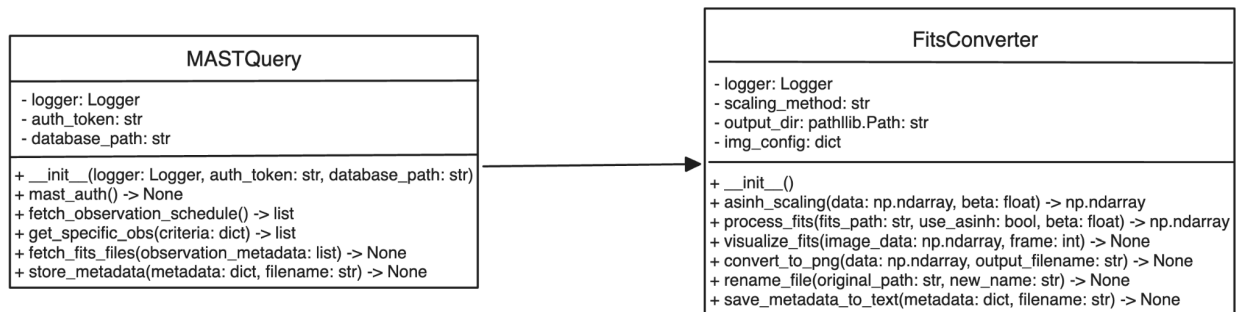 MASTQuery
- logger: Logger
- auth_token: str
- database_path: str
+ __init__(logger: Logger, auth_token: str, database_path: str)
+ mast_auth() -> None
+ fetch_observation_schedule() -> list
+ get_specific_obs(criteria: dict) -> list
+ fetch_fits_files(observation_metadata: list) -> None
+ store_metadata(metadata: dict, filename: str) -> None
FitsConverter
- logger: Logger
- scaling_method: str
- output_dir: pathllib.Path: str
- img_config: dict
+ __init__()
+ asinh_scaling(data: np.ndarray, beta: float) -> np.ndarray
+ process_fits(fits_path: str, use_asinh: bool, beta: float) -> np.ndarray
+ visualize_fits(image_data: np.ndarray, frame: int) -> None
+ convert_to_png(data: np.ndarray, output_filename: str) -> None
+ rename_file(original_path: str, new_name: str) -> None
+ save_metadata_to_text(metadata: dict, filename: str) -> None